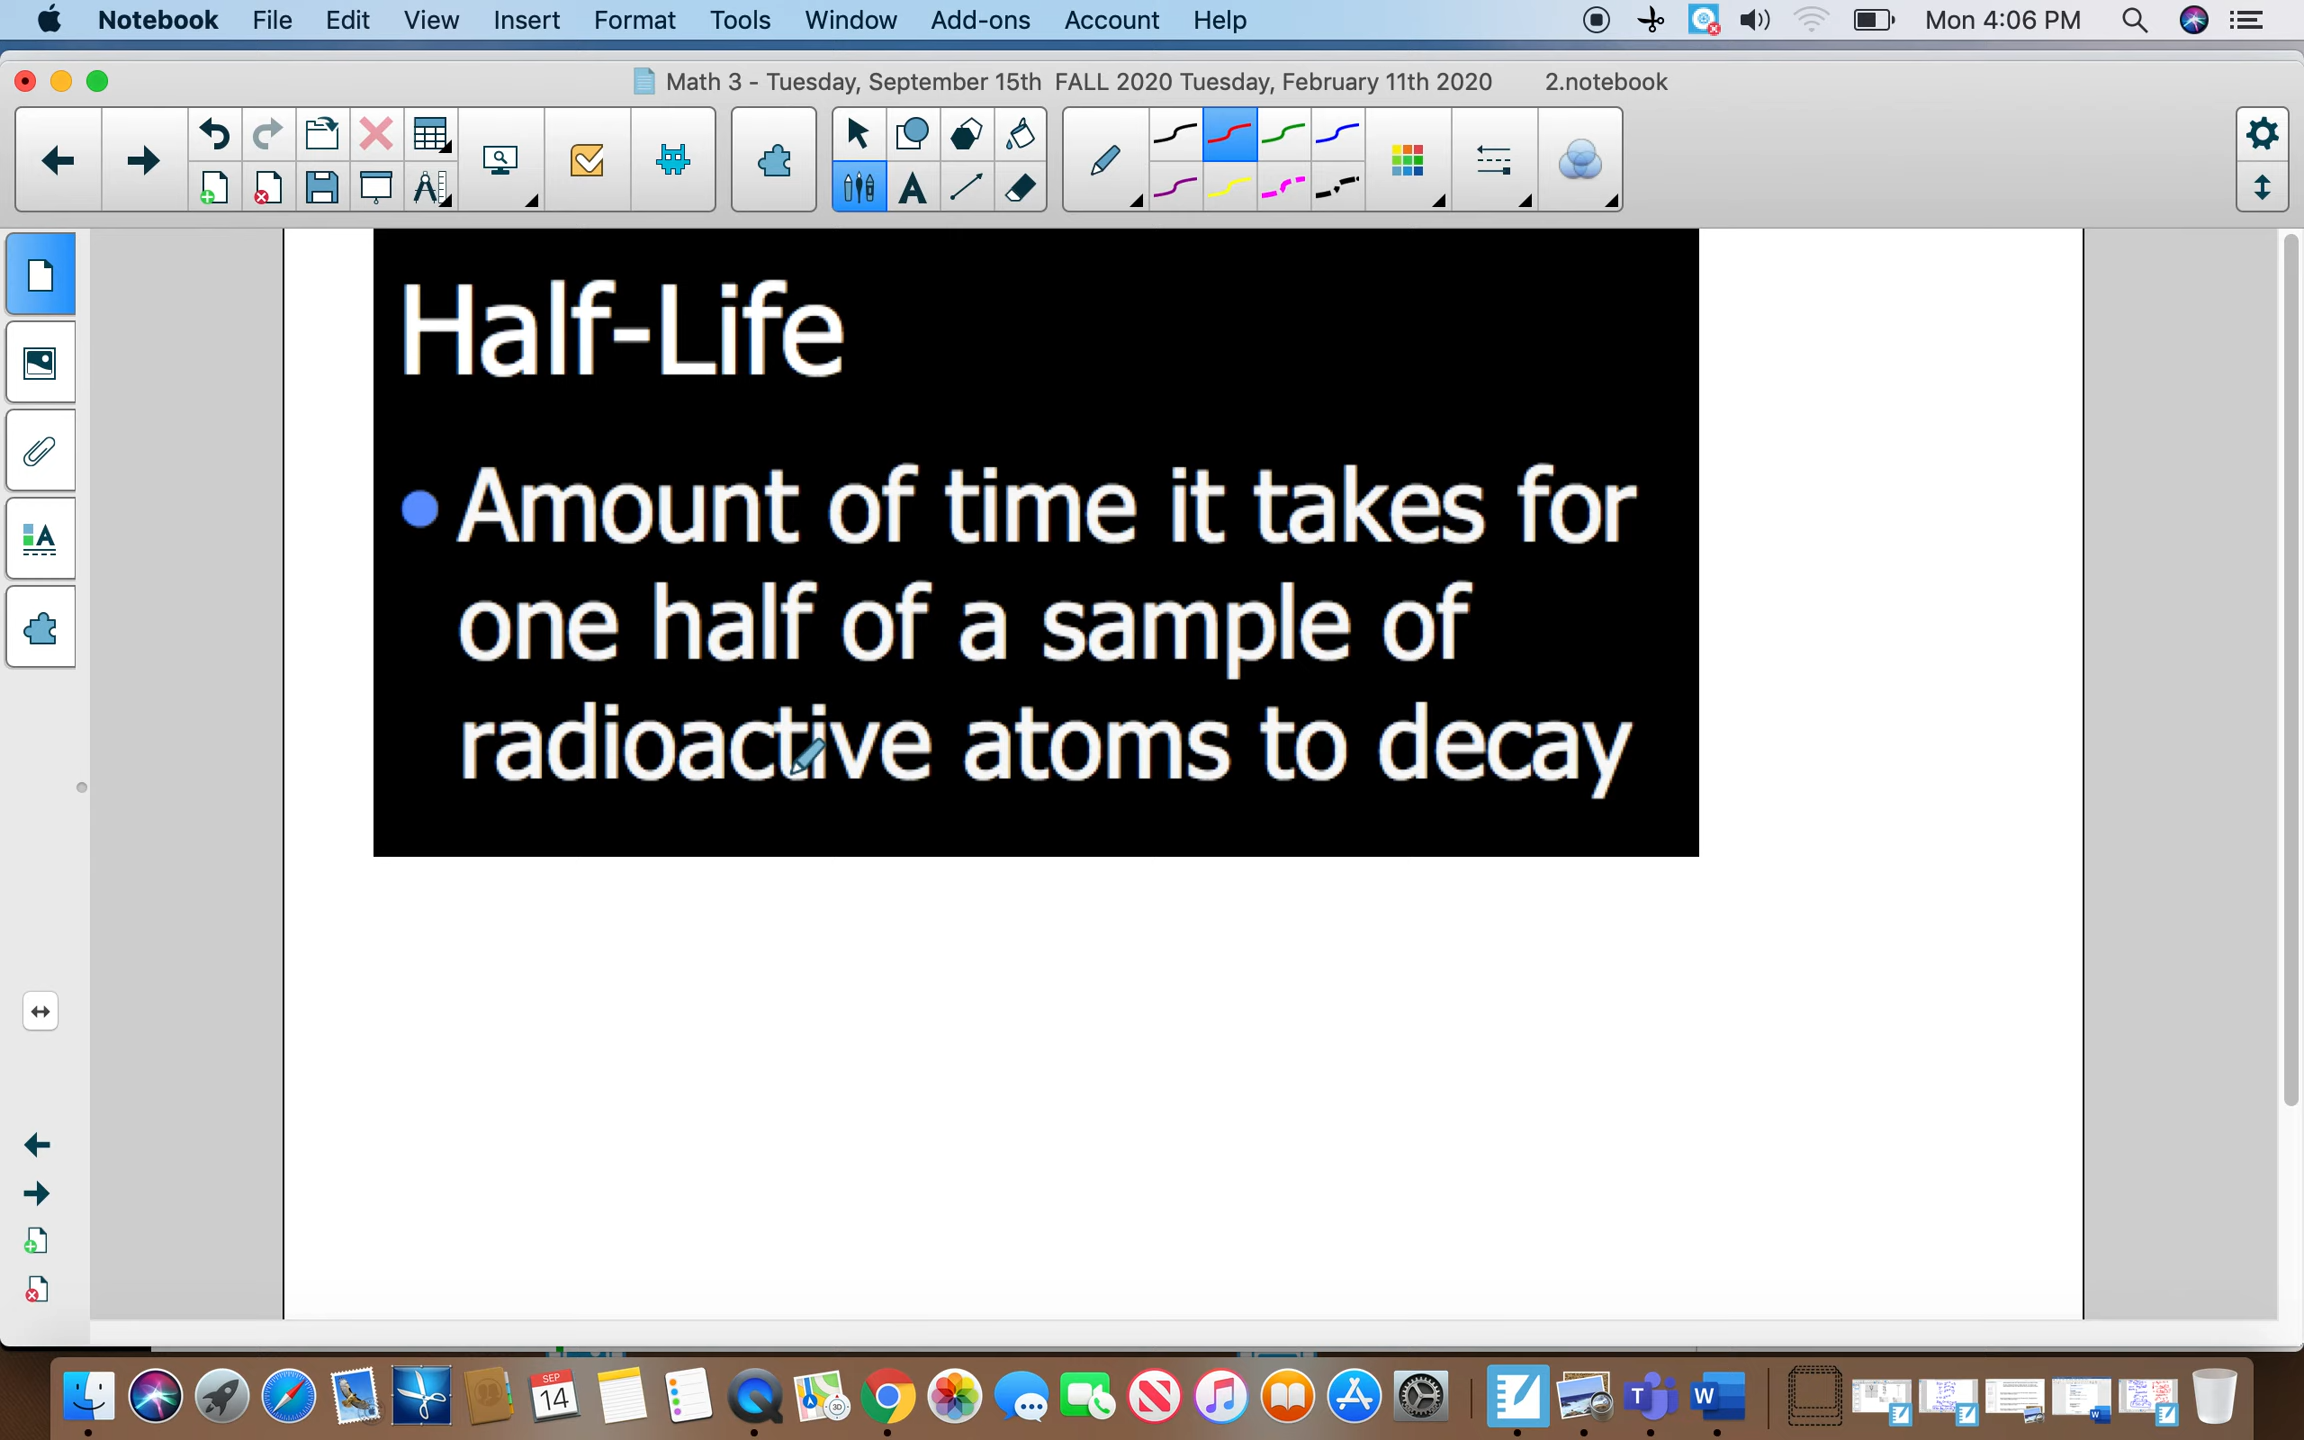 Notebook File Edit View Insert Format Tools Window Add-ons Account Help Mon 4:06 PM
Math 3 - Tuesday, September 15th FALL 2020 Tuesday, February 11th 2020 2.notebook
Half-Life
Amount of time it takes for
one half of a sample of
radioactive atoms to decay
SEP
14